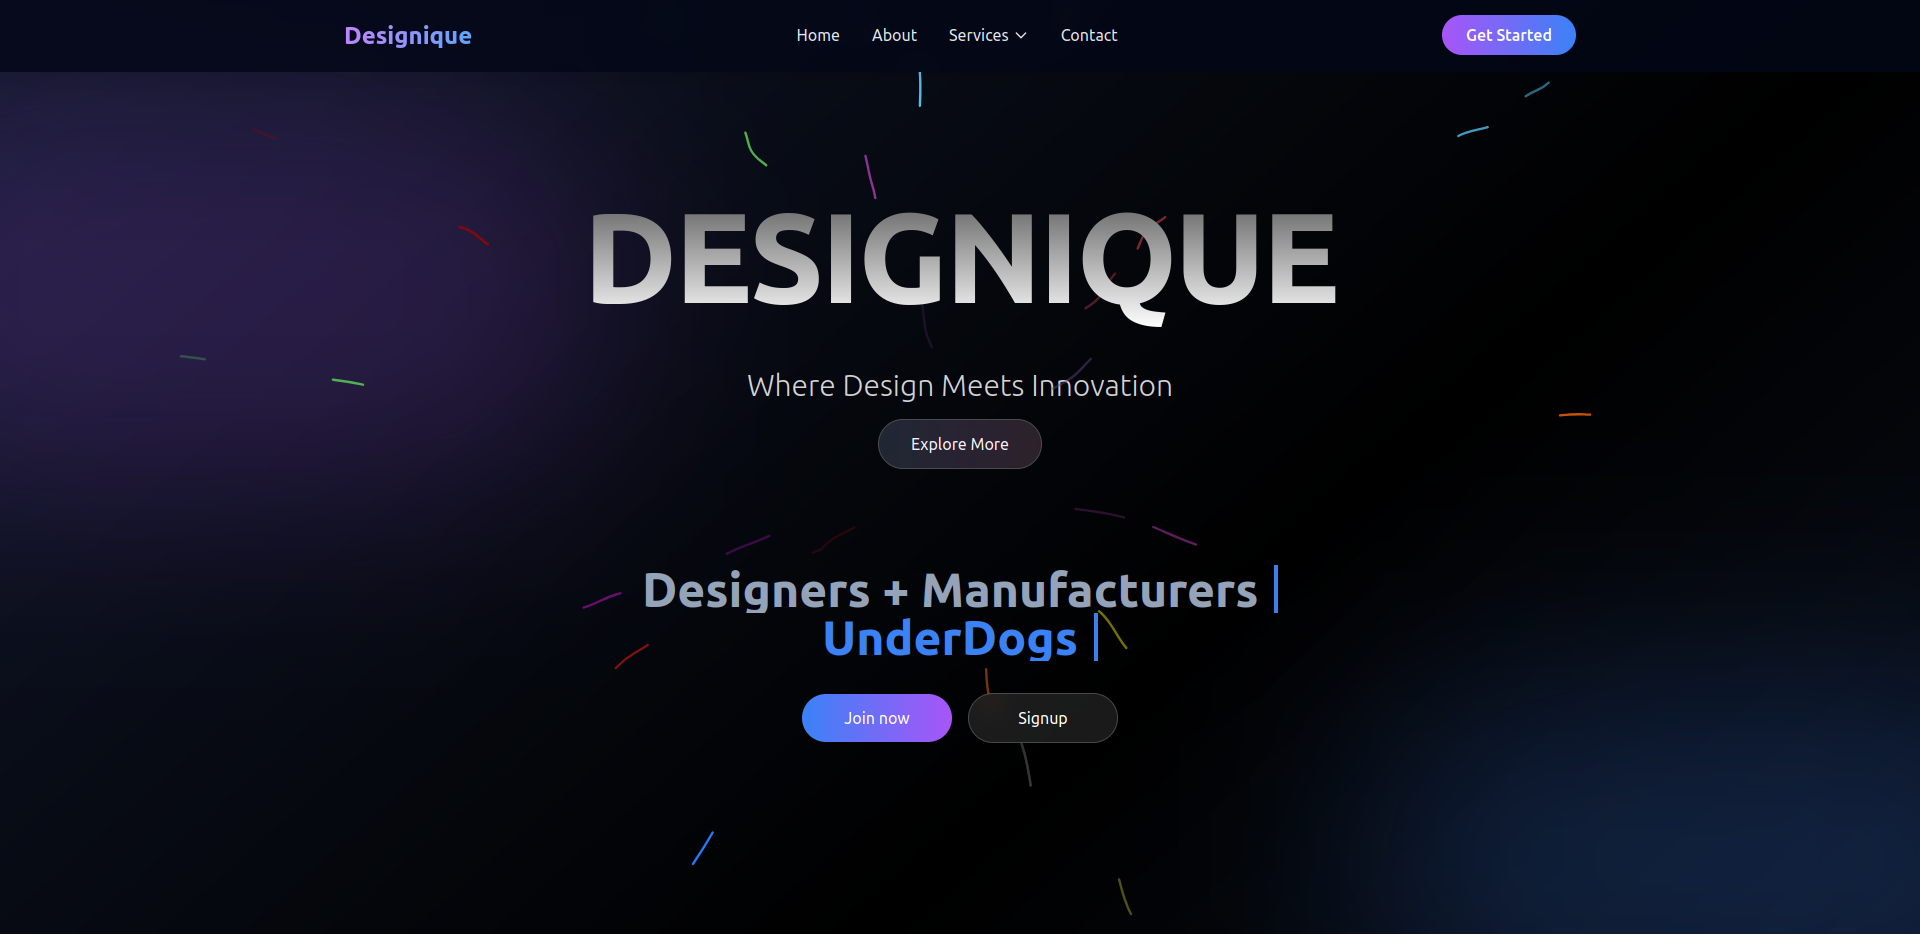 Designique
Home About Services Contact
Get Started
DESIGNIQUE
Where Design Meets Innovation
Explore More
Designers + Manufacturers
UnderDogs
Join now Signup